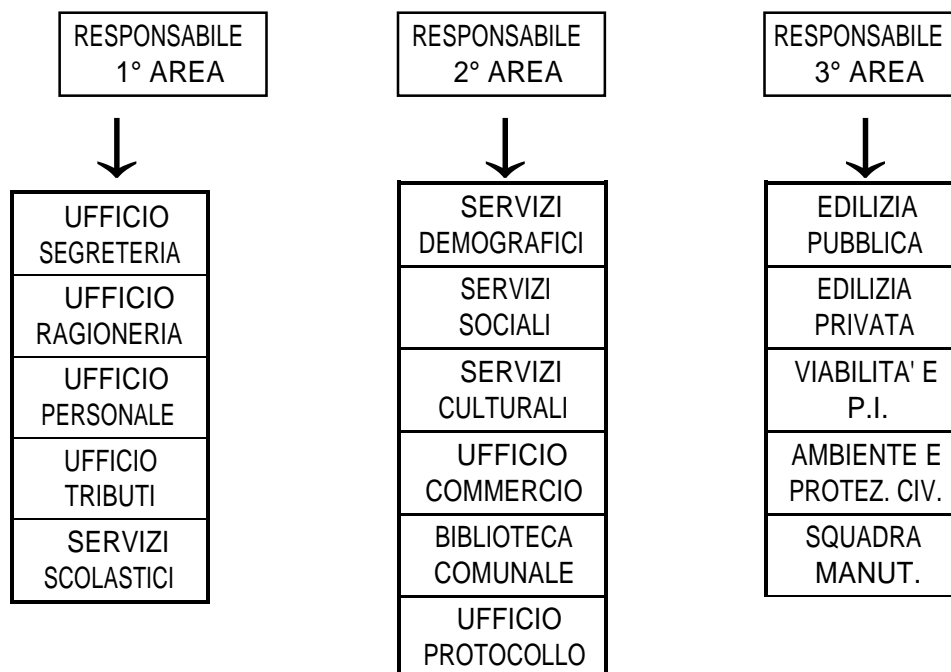 RESPONSABILE
1° AREA
UFFICIO
SEGRETERIA
UFFICIO
RAGIONERIA
UFFICIO
PERSONALE
UFFICIO
TRIBUTI
SERVIZI
SCOLASTICI
RESPONSABILE
2° AREA
SERVIZI
DEMOGRAFICI
SERVIZI
SOCIALI
SERVIZI
CULTURALI
UFFICIO
COMMERCIO
BIBLIOTECA
COMUNALE
UFFICIO
PROTOCOLLO
RESPONSABILE
3° AREA
EDILIZIA
PUBBLICA
EDILIZIA
PRIVATA
VIABILITA' E
P.I.
AMBIENTE E
PROTEZ. CIV.
SQUADRA
MANUT.